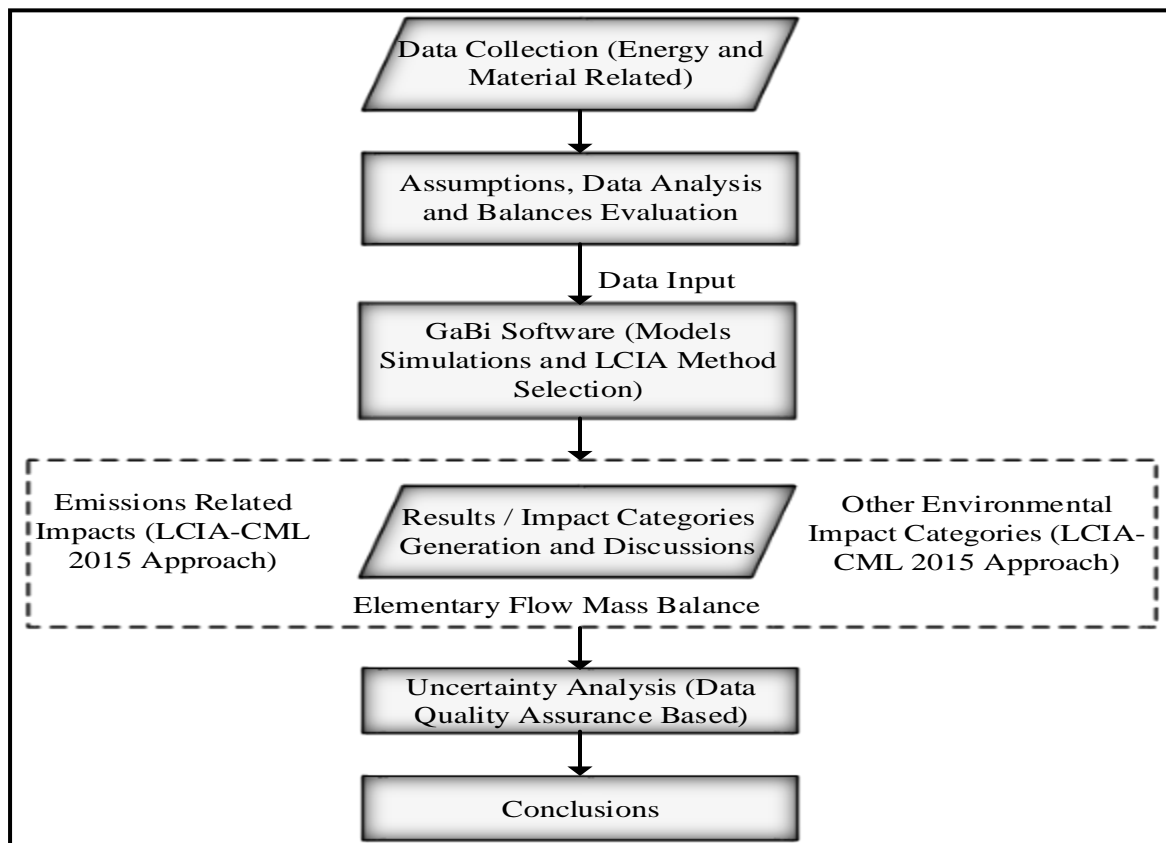 Data Collection (Energy and
Material Related)
Assumptions, Data Analysis
and Balances Evaluation
Data Input
GaBi Software (Models
Simulations and LCIA Method
Selection)
Emissions Related
Impacts (LCIA-CML
2015 Approach)
Results / Impact Categories
Generation and Discussions
Other Environmental
Impact Categories (LCIA-
CML 2015 Approach)
Elementary Flow Mass Balance
Uncertainty Analysis (Data
Quality Assurance Based)
Conclusions